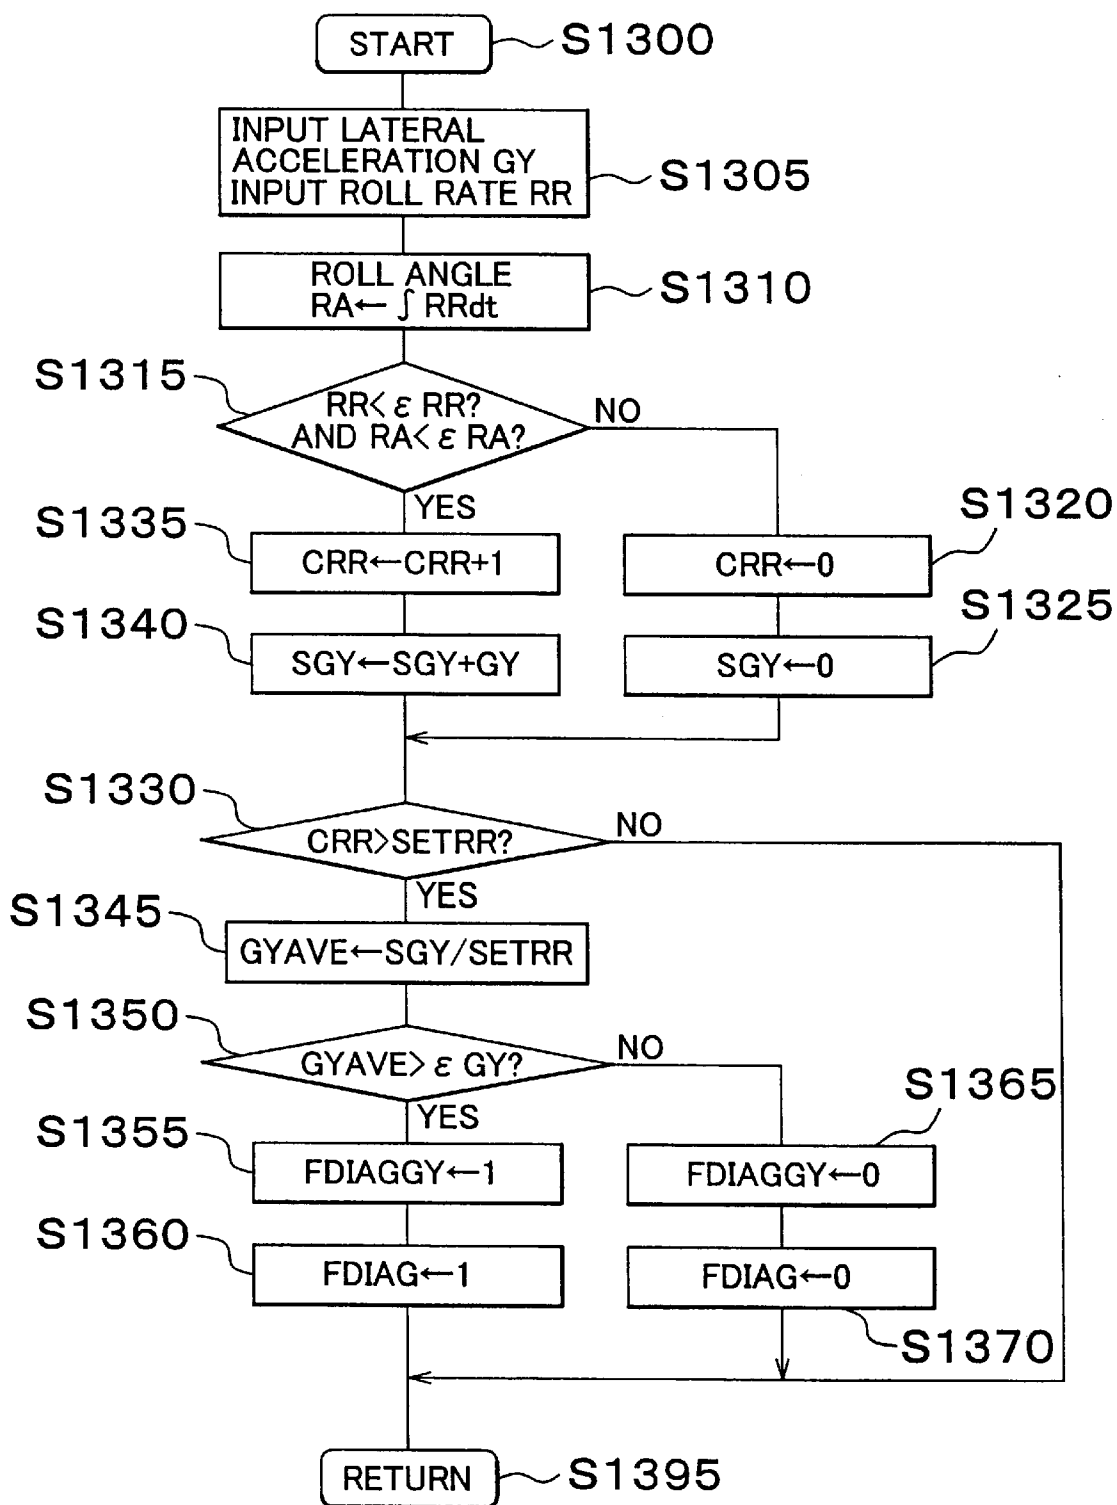 START
S1300
INPUT LATERAL
ACCELERATION GY
INPUT ROLL RATE RR
S1305
ROLL ANGLE
RA←∫RRdt
S1310
S1315
RR<ε RR?
AND RA<ε RA?
NO
YES
S1335
CRR←CRR+1
CRR←0
S1320
S1340
SGY←SGY+GY
SGY←0
S1325
S1330
CRR>SETRR?
NO
YES
S1345
GYAVE←SGY/SETRR
S1350
GYAVE>ε GY?
NO
YES
S1355
FDIAGGY←1
FDIAGGY←0
S1365
S1360
FDIAG←1
FDIAG←0
S1370
RETURN
S1395